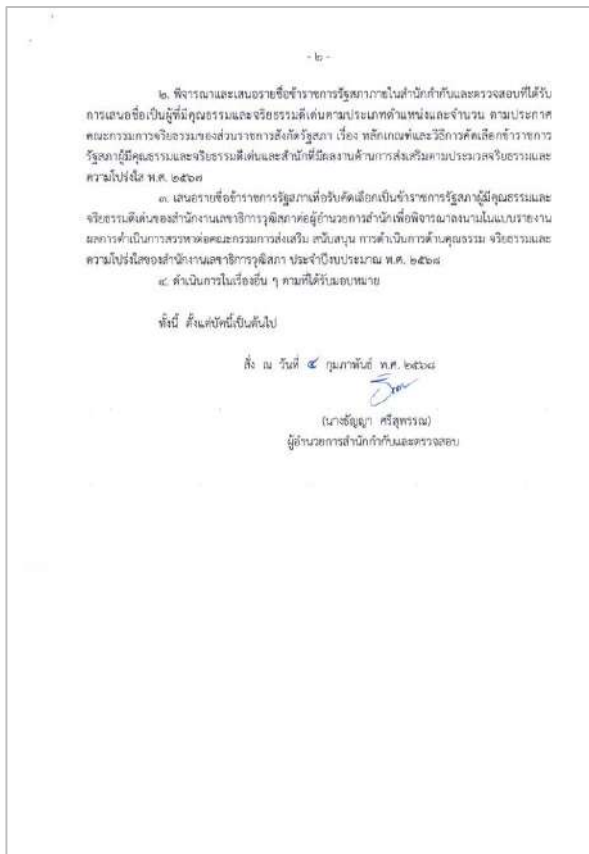 - ๒ -
๒. พิจารณาและเสนอรายชื่อข้าราชการรัฐสภาภายในสำนักกำกับและตรวจสอบที่ได้รับ
การเสนอชื่อเป็นผู้ที่มีคุณธรรมและจริยธรรมดีเด่นตามประเภทตำแหน่งและจำนวน ตามประกาศ
คณะกรรมการจริยธรรมของส่วนราชการสังกัดรัฐสภา เรื่อง หลักเกณฑ์และวิธีการคัดเลือกข้าราชการ
รัฐสภาผู้มีคุณธรรมและจริยธรรมดีเด่นและสำนักที่มีผลงานด้านการส่งเสริมตามประมวลจริยธรรมและ
ความโปร่งใส พ.ศ. ๒๕๖๗
๓. เสนอรายชื่อข้าราชการรัฐสภาเพื่อรับคัดเลือกเป็นข้าราชการรัฐสภาผู้มีคุณธรรมและ
จริยธรรมดีเด่นของสำนักงานเลขาธิการวุฒิสภาต่อผู้อำนวยการสำนักเพื่อพิจารณาลงนามในแบบรายงาน
ผลการดำเนินการสรรหาต่อคณะกรรมการส่งเสริม สนับสนุน การดำเนินการด้านคุณธรรม จริยธรรมและ
ความโปร่งใสของสำนักงานเลขาธิการวุฒิสภา ประจำปีงบประมาณ พ.ศ. ๒๕๖๘
๔. ดำเนินการในเรื่องอื่น ๆ ตามที่ได้รับมอบหมาย
ทั้งนี้ ตั้งแต่บัดนี้เป็นต้นไป
สั่ง ณ วันที่ ๔ กุมภาพันธ์ พ.ศ. ๒๕๖๘
(นางธัญญา ศรีสุพรรณ)
ผู้อำนวยการสำนักกำกับและตรวจสอบ